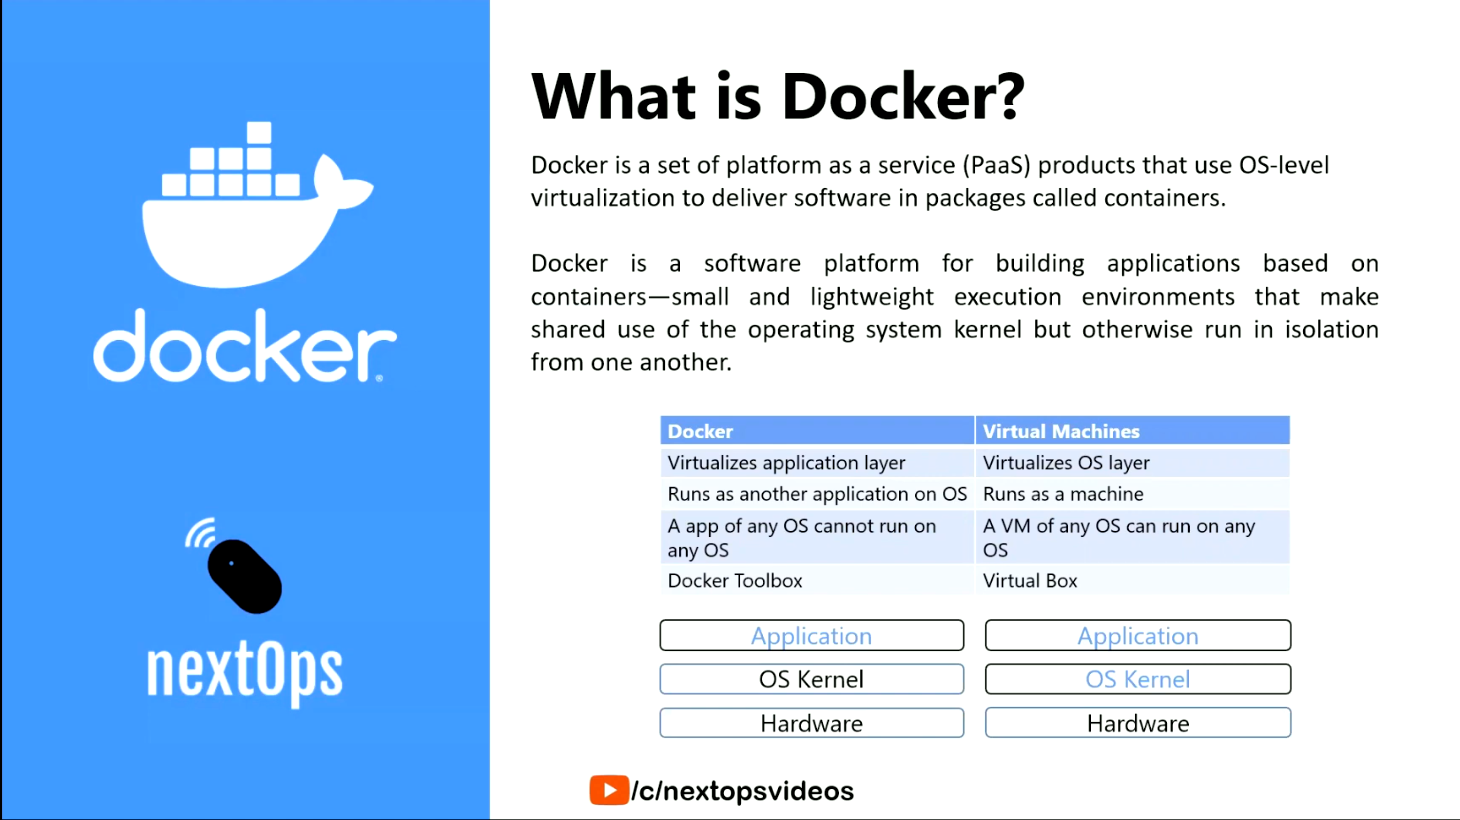 docker
nextOps
What is Docker?
Docker is a set of platform as a service (PaaS) products that use OS-level
virtualization to deliver software in packages called containers.
Docker is a software platform for building applications based on
containers—small and lightweight execution environments that make
shared use of the operating system kernel but otherwise run in isolation
from one another.
Docker Virtual Machines
Virtualizes application layer Virtualizes OS layer
Runs as another application on OS Runs as a machine
A app of any OS cannot run on
any OS
A VM of any OS can run on any
OS
Docker Toolbox Virtual Box
Application Application
OS Kernel OS Kernel
Hardware Hardware
/c/nextopsvideos